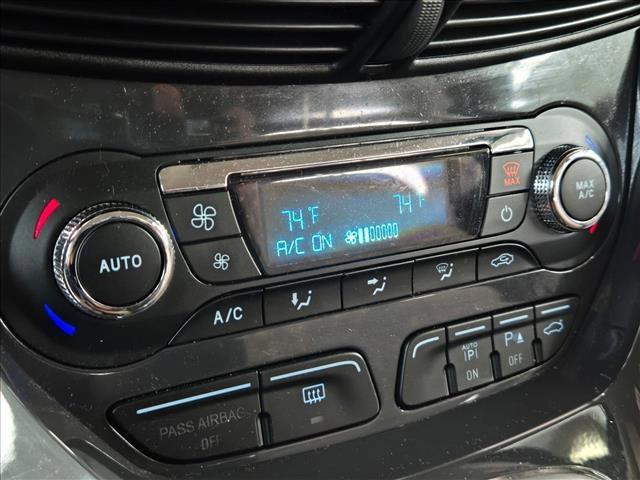 MAX
MAX
A/C
74°F 74°F
A/C ON
AUTO
A/C
AUTO
P
ON
P
OFF
PASS AIRBAG
OFF